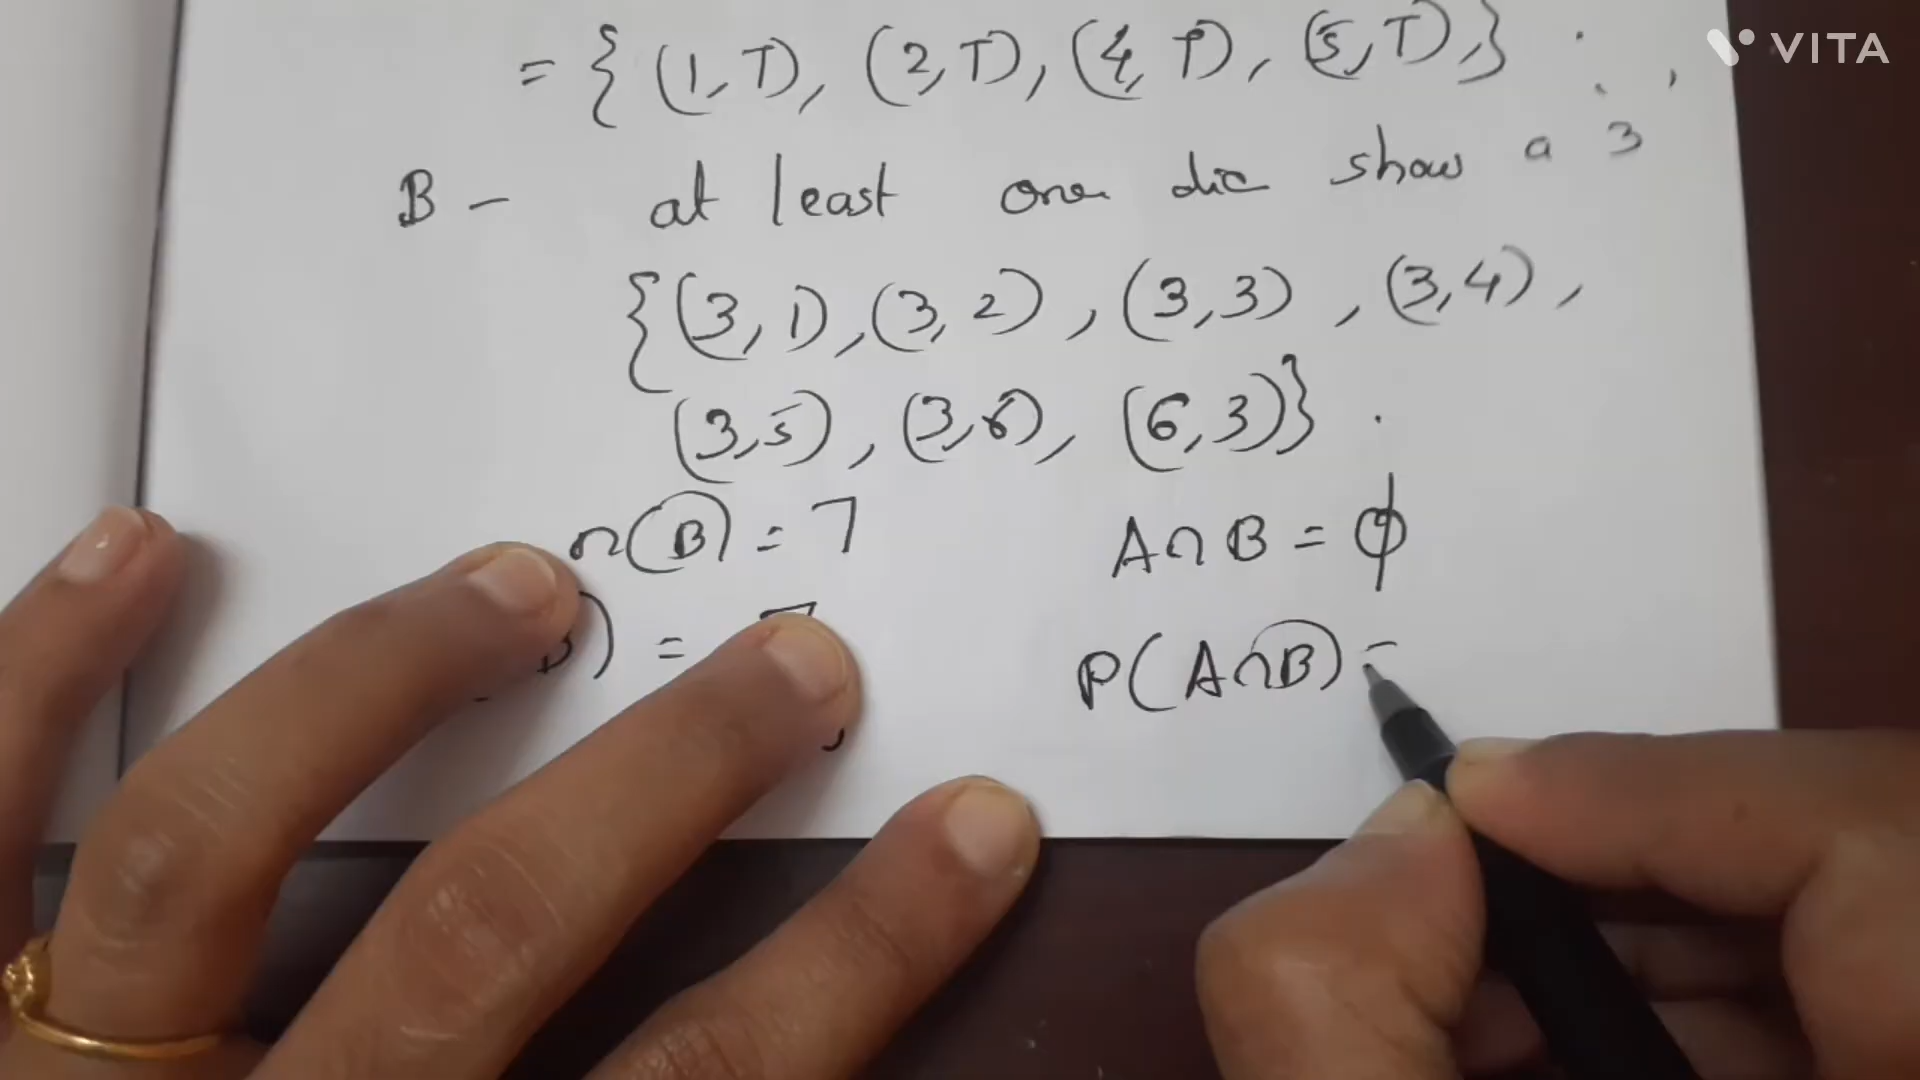 VITA
= { (1,T), (2,T), (4,T), (5,T), }
B - at least one die show a 3
{(3,1), (3,2), (3,3), (3,4),
(3,5), (3,6), (6,3)}.
n(B) = 7 A∩B = ϕ
B) = P(A∩B) =